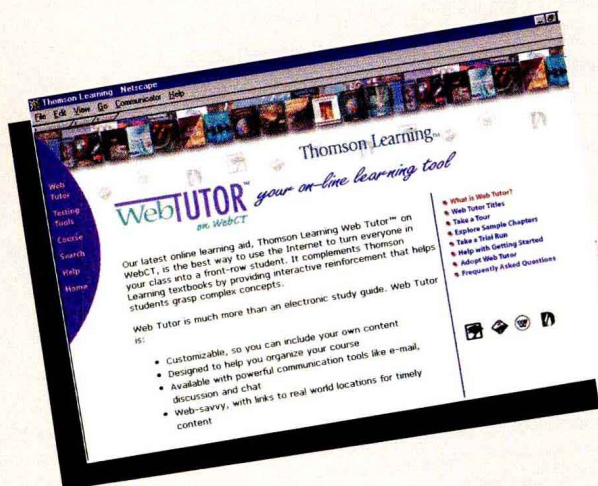 Thomson Learning Netscape
File Edit View Go Communicator Help
Thomson Learning™
WebTUTOR™ your on-line learning tool
on WebCT
Web
Tutor
Testing
Tools
Course
Search
Help
Home
Our latest online learning aid, Thomson Learning Web Tutor™ on
WebCT, is the best way to use the Internet to turn everyone in
your class into a front-row student. It complements Thomson
Learning textbooks by providing interactive reinforcement that helps
students grasp complex concepts.
Web Tutor is much more than an electronic study guide. Web Tutor
is:
• Customizable, so you can include your own content
• Designed to help you organize your course
• Available with powerful communication tools like e-mail,
discussion and chat
• Web-savvy, with links to real world locations for timely
content
• What is Web Tutor?
• Web Tutor Titles
• Take a Tour
• Explore Sample Chapters
• Take a Trial Run
• Help with Getting Started
• Adopt Web Tutor
• Frequently Asked Questions